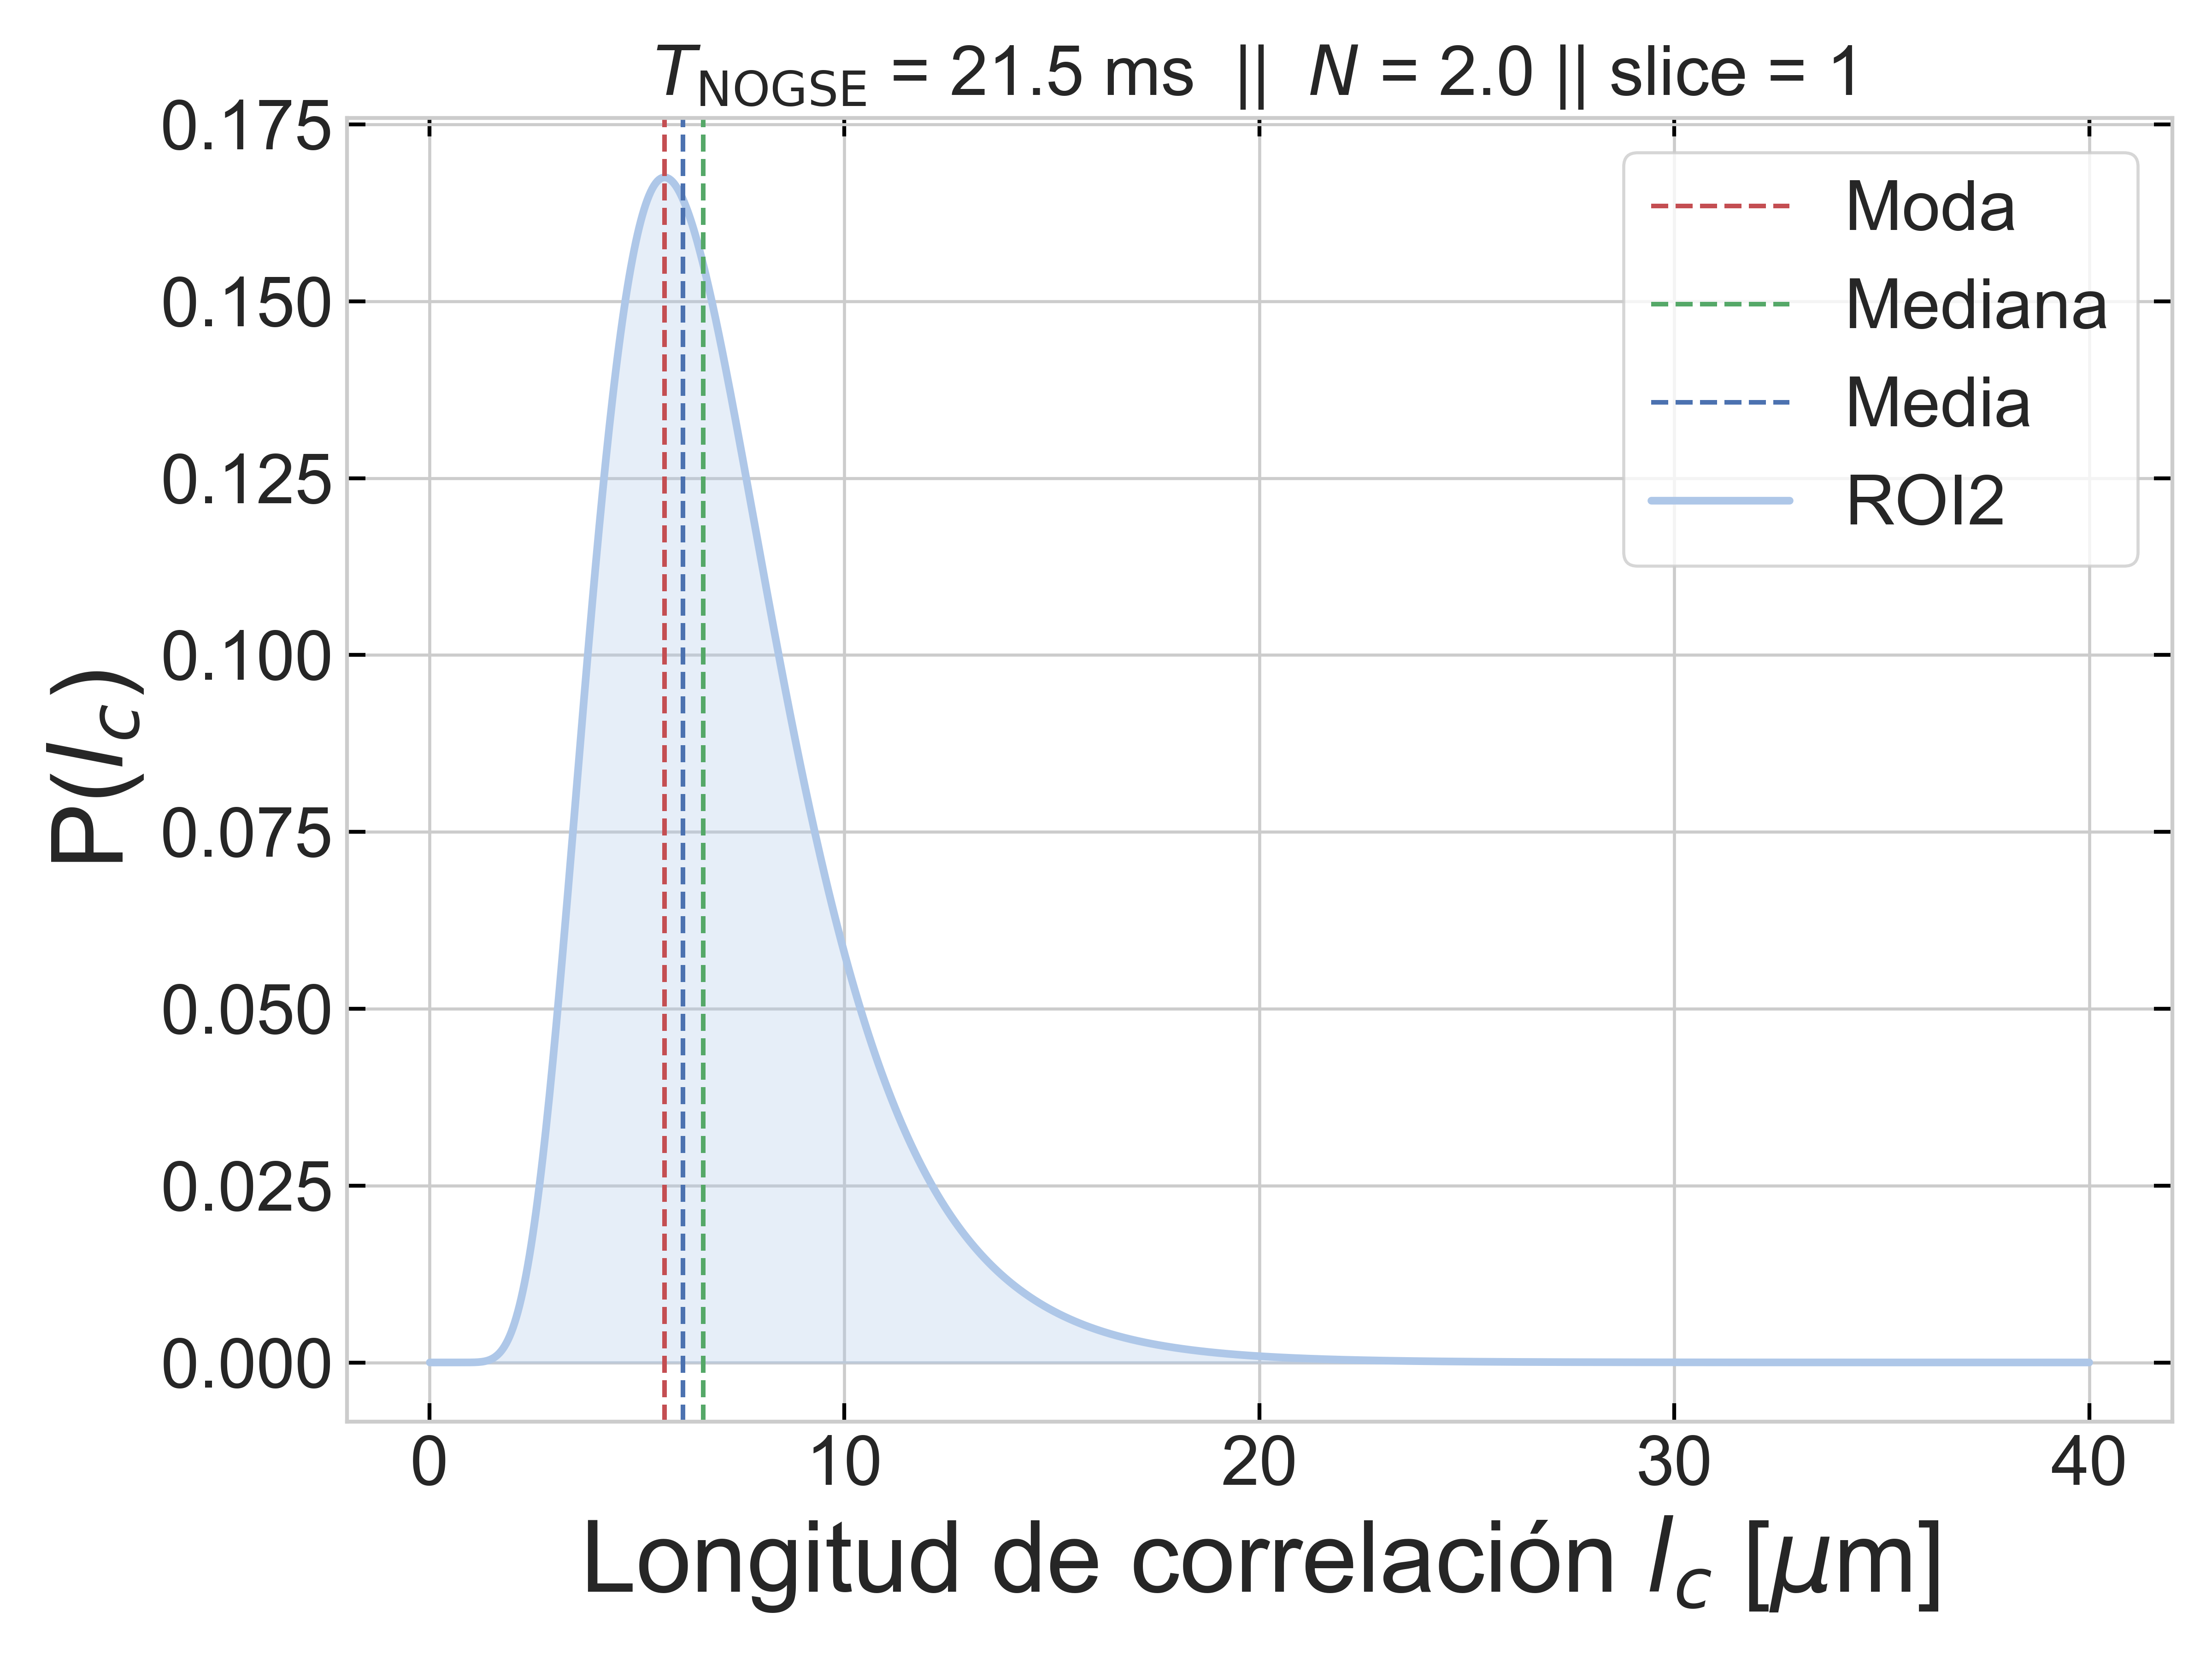 T_NOGSE = 21.5 ms || N = 2.0 || slice = 1
0.175
0.150
0.125
0.100
0.075
0.050
0.025
0.000
P(l_c)
Moda
Mediana
Media
ROI2
0 10 20 30 40
Longitud de correlación l_c [μm]